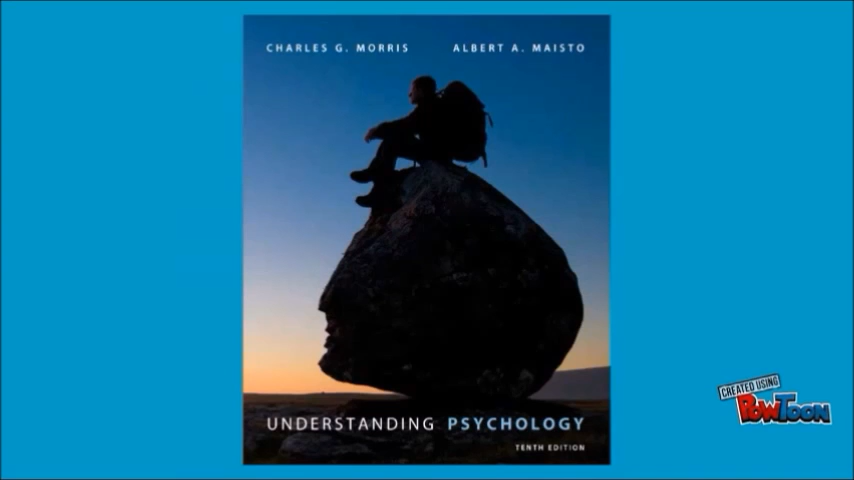 CHARLES G. MORRIS ALBERT A. MAISTO
UNDERSTANDING PSYCHOLOGY
TENTH EDITION
CREATED USING
POWTOON